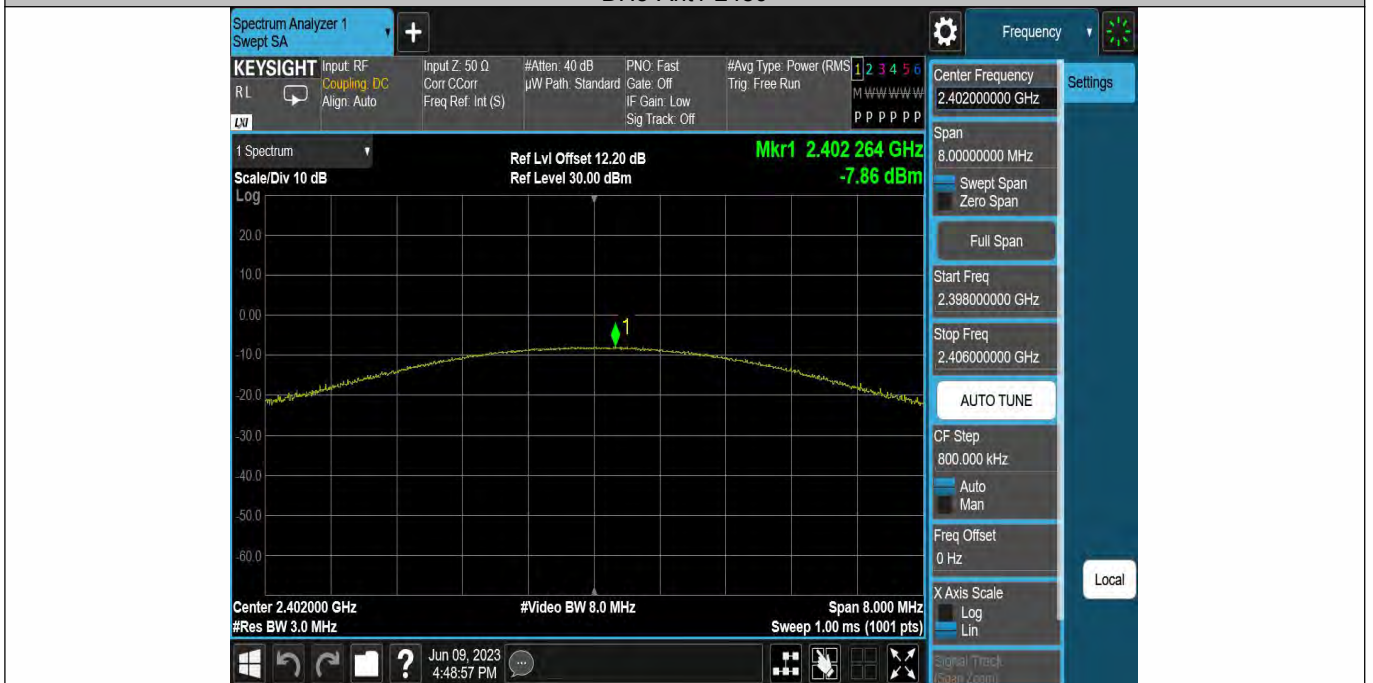 Spectrum Analyzer 1
Swept SA
+
Frequency
KEYSIGHT
RL
LXI
Input: RF
Coupling: DC
Align: Auto
Input Z: 50 Ω
Corr CCorr
Freq Ref: Int (S)
#Atten: 40 dB
µW Path: Standard
PNO: Fast
Gate: Off
IF Gain: Low
Sig Track: Off
#Avg Type: Power (RMS
Trig: Free Run
1 2 3 4 5 6
M W W W W W
P P P P P P
1 Spectrum
Scale/Div 10 dB
Log
Ref Lvl Offset 12.20 dB
Ref Level 30.00 dBm
Mkr1 2.402 264 GHz
-7.86 dBm
20.0
10.0
0.00
-10.0
-20.0
-30.0
-40.0
-50.0
-60.0
1
Center 2.402000 GHz
#Res BW 3.0 MHz
#Video BW 8.0 MHz
Span 8.000 MHz
Sweep 1.00 ms (1001 pts)
?
Jun 09, 2023
4:48:57 PM
Center Frequency
2.402000000 GHz
Settings
Span
8.00000000 MHz
Swept Span
Zero Span
Full Span
Start Freq
2.398000000 GHz
Stop Freq
2.406000000 GHz
AUTO TUNE
CF Step
800.000 kHz
Auto
Man
Freq Offset
0 Hz
X Axis Scale
Log
Lin
Local
Signal Track
(Span Zoom)